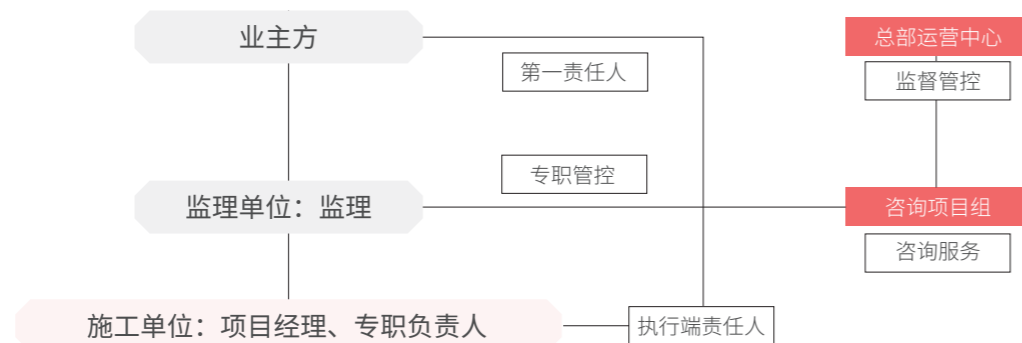 业主方
总部运营中心
第一责任人
监督管控
专职管控
监理单位：监理
咨询项目组
咨询服务
施工单位：项目经理、专职负责人
执行端责任人